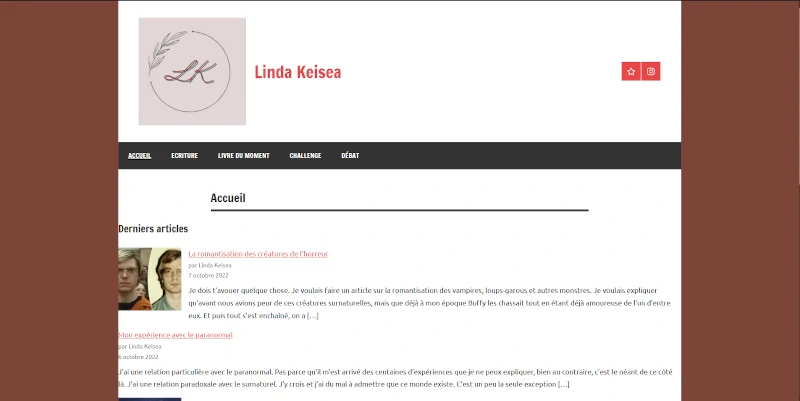 LK
Linda Keisea
ACCUEIL ECRITURE LIVRE DU MOMENT CHALLENGE DÉBAT
Accueil
Derniers articles
La romantisation des créatures de l'horreur
par Linda Keisea
7 octobre 2022
Je dois t'avouer quelque chose. Je voulais faire un article sur la romantisation des vampires, loups-garous et autres monstres. Je voulais expliquer
qu'avant nous avions peur de ces créatures surnaturelles, mais que déjà à mon époque Buffy les chassait tout en étant déjà amoureuse de l'un d'entre
eux. Et puis tout s'est enchaîné, on a […]
Mon expérience avec le paranormal
par Linda Keisea
6 octobre 2022
J'ai une relation particulière avec le paranormal. Pas parce qu'il m'est arrivé des centaines d'expériences que je ne peux expliquer, bien au contraire, c'est le néant de ce côté
là. J'ai une relation paradoxale avec le surnaturel. J'y crois et j'ai du mal à admettre que ce monde existe. C'est un peu la seule exception […]